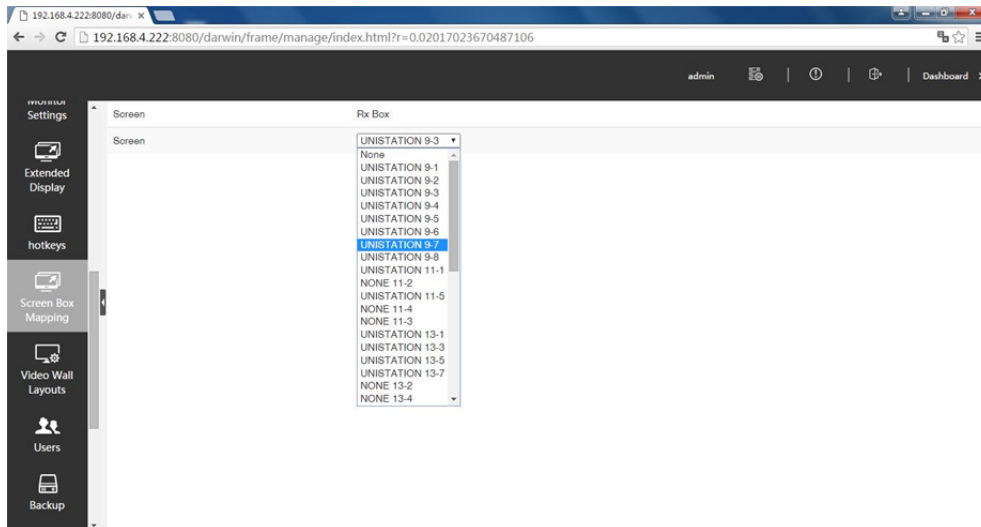 192.168.4.222:8080/dar
192.168.4.222:8080/darwin/frame/manage/index.html?r=0.02017023670487106
admin
Dashboard
Monitor
Settings
Extended
Display
hotkeys
Screen Box
Mapping
Video Wall
Layouts
Users
Backup
Screen Rx Box
Screen UNISTATION 9-3
None
UNISTATION 9-1
UNISTATION 9-2
UNISTATION 9-3
UNISTATION 9-4
UNISTATION 9-5
UNISTATION 9-6
UNISTATION 9-7
UNISTATION 9-8
UNISTATION 11-1
NONE 11-2
UNISTATION 11-5
NONE 11-4
NONE 11-3
UNISTATION 13-1
UNISTATION 13-3
UNISTATION 13-5
UNISTATION 13-7
NONE 13-2
NONE 13-4